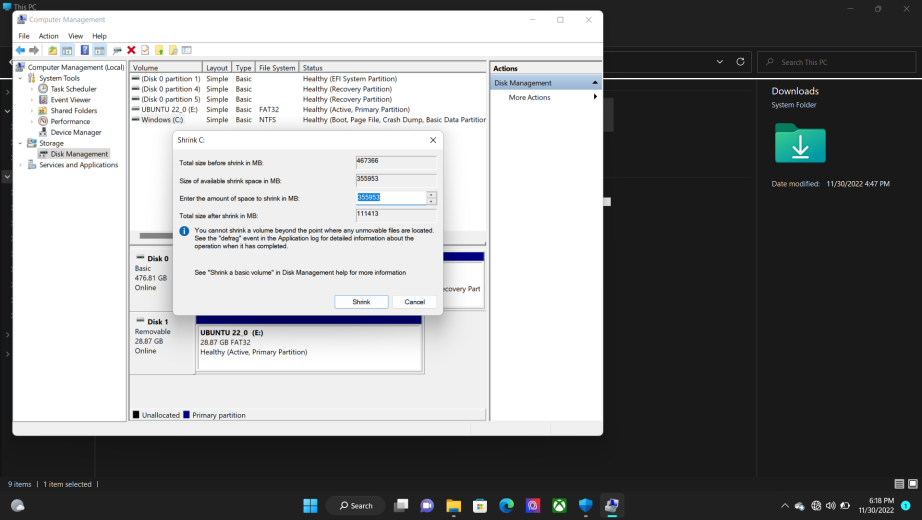 This PC
Computer Management
File Action View Help
Computer Management (Local)
System Tools
Task Scheduler
Event Viewer
Shared Folders
Performance
Device Manager
Storage
Disk Management
Services and Applications
Volume Layout Type File System Status
(Disk 0 partition 1) Simple Basic Healthy (EFI System Partition)
(Disk 0 partition 4) Simple Basic Healthy (Recovery Partition)
(Disk 0 partition 5) Simple Basic Healthy (Recovery Partition)
UBUNTU 22_0 (E:) Simple Basic FAT32 Healthy (Active, Primary Partition)
Windows (C:) Simple Basic NTFS Healthy (Boot, Page File, Crash Dump, Basic Data Partition
Shrink C:
Total size before shrink in MB: 467366
Size of available shrink space in MB: 355953
Enter the amount of space to shrink in MB: 355953
Total size after shrink in MB: 111413
You cannot shrink a volume beyond the point where any unmovable files are located.
See the "defrag" event in the Application log for detailed information about the
operation when it has completed.
See "Shrink a basic volume" in Disk Management help for more information
Shrink Cancel
Disk 0
Basic
476.81 GB
Online
covery Part
Disk 1
Removable
28.87 GB
Online
UBUNTU 22_0 (E:)
28.87 GB FAT32
Healthy (Active, Primary Partition)
Unallocated Primary partition
Actions
Disk Management
More Actions
Search This PC
Downloads
System Folder
Date modified: 11/30/2022 4:47 PM
9 items 1 item selected
Search
6:18 PM
11/30/2022
1